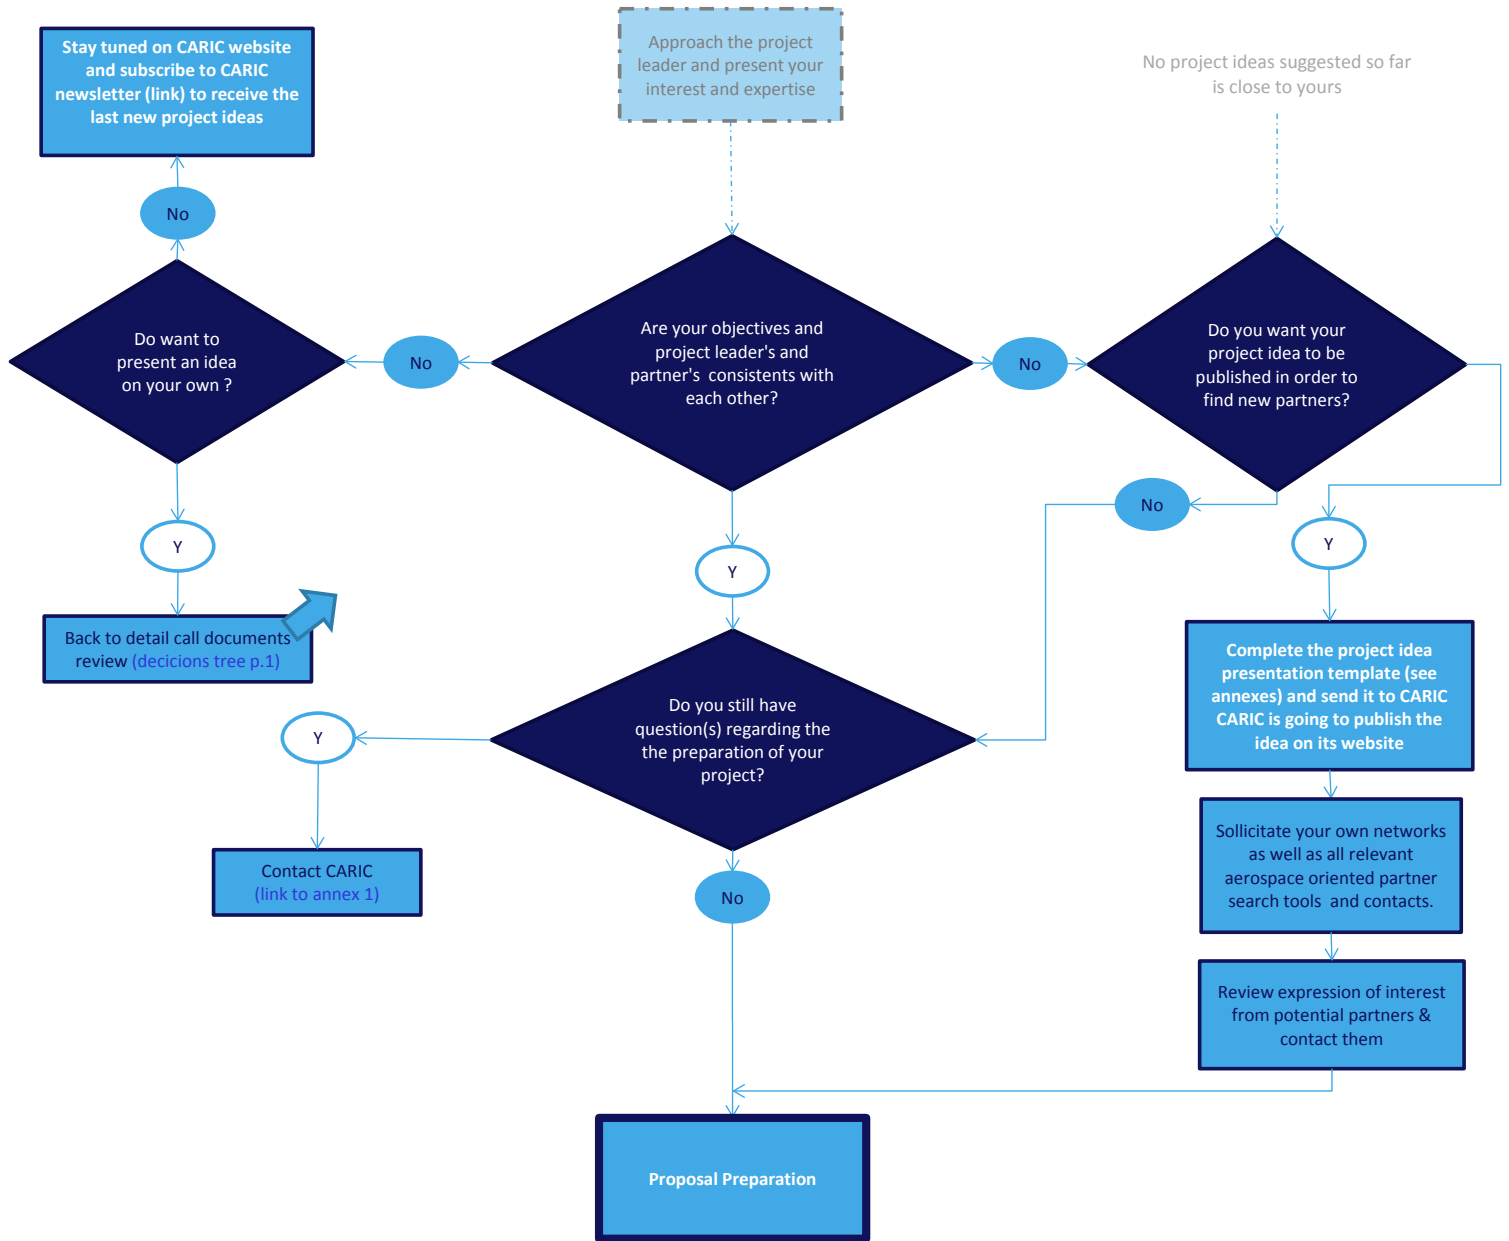 Stay tuned on CARIC website
and subscribe to CARIC
newsletter (link) to receive the
last new project ideas
Approach the project
leader and present your
interest and expertise
No project ideas suggested so far
is close to yours
No
Do want to
present an idea
on your own ?
No
Are your objectives and
project leader's and
partner's  consistents with
each other?
No
Do you want your
project idea to be
published in order to
find new partners?
No
Y
Y
Y
Back to detail call documents
review (decicions tree p.1)
Complete the project idea
presentation template (see
annexes) and send it to CARIC
CARIC is going to publish the
idea on its website
Do you still have
question(s) regarding the
the preparation of your
project?
Y
Contact CARIC
(link to annex 1)
No
Sollicitate your own networks
as well as all relevant
aerospace oriented partner
search tools  and contacts.
Review expression of interest
from potential partners &
contact them
Proposal Preparation